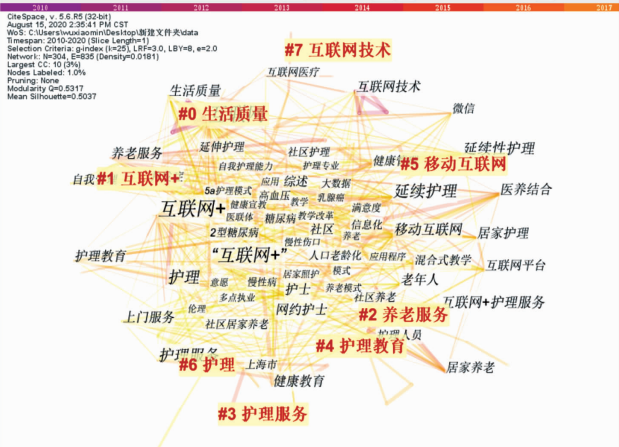 2010 2011 2012 2013 2014 2015 2016 2017
CiteSpace, v. 5.6.R5 (32-bit)
August 15, 2020 2:35:41 PM CST
WoS: C:\Users\wuxiaomin\Desktop\新建文件夹\data
Timespan: 2010-2020 (Slice Length=1)
Selection Criteria: g-index (k=25), LRF=3.0, LBY=8, e=2.0
Network: N=304, E=835 (Density=0.0181)
Largest CC: 10 (3%)
Nodes Labeled: 1.0%
Pruning: None
Modularity Q=0.5317
Mean Silhouette=0.5037
#7 互联网技术
互联网医疗
生活质量
互联网技术
#0 生活质量
微信
延伸护理
社区护理
延续性护理
养老服务
自我护理能力
护理专业
健康
#5 移动互联网
自我
#1 互联网+
5a护理模式
应用
综述
大数据
延续护理
医养结合
高血压
教学
乳腺癌
互联网+
健康宣教
满意度
医联体
糖尿病
教学改革
信息化
2型糖尿病
社区
移动互联网
居家护理
慢性伤口
养老
护理教育
“互联网+”
人口老龄化
应用程序
混合式教学
互联网平台
护理
意愿
慢性病
居家照护
模式
老年人
护士
养老模式
多点执业
社区养老
互联网+护理服务
上门服务
伦理
网约护士
#2 养老服务
社区居家养老
护理人员
护理服务
#4 护理教育
#6 护理
上海市
居家养老
健康教育
#3 护理服务